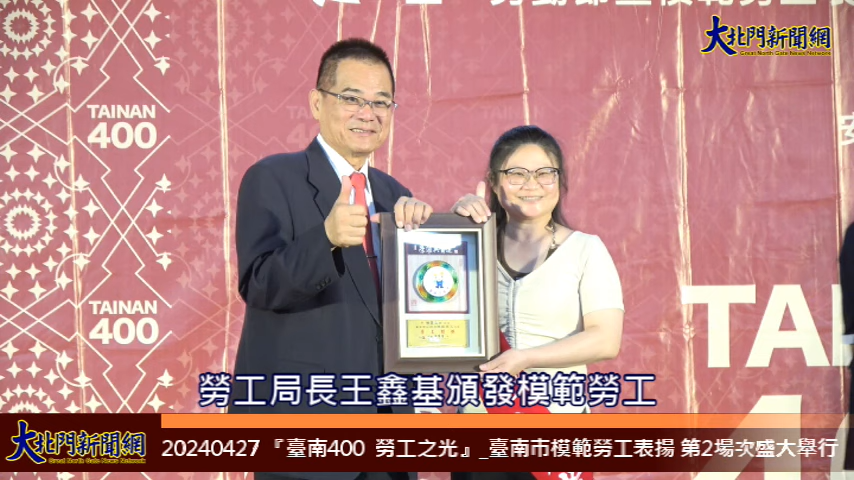 大北門新聞網
Great North Gate News Network
TAINAN
400
TAINAN
400
TAIN
勞工局長王鑫基頒發模範勞工
大北門新聞網
Great North Gate News Network
20240427『臺南400 勞工之光』_臺南市模範勞工表揚 第2場次盛大舉行